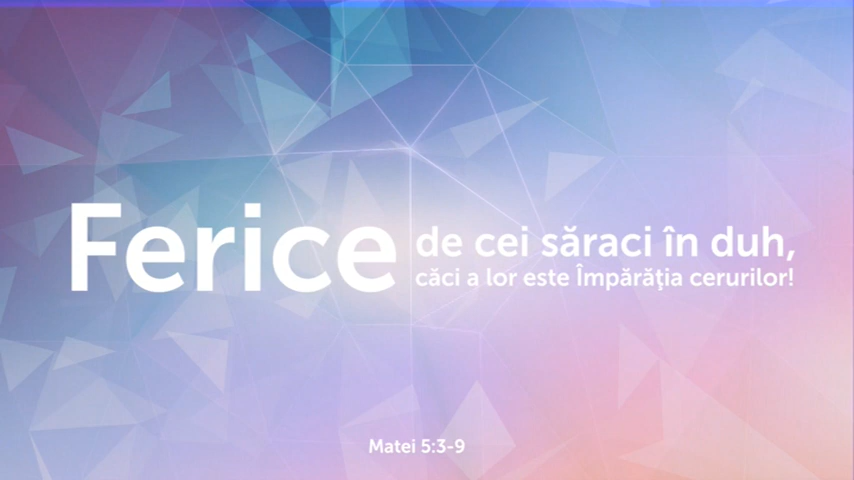 Ferice de cei săraci în duh,
căci a lor este Împărăţia cerurilor!
Matei 5:3-9